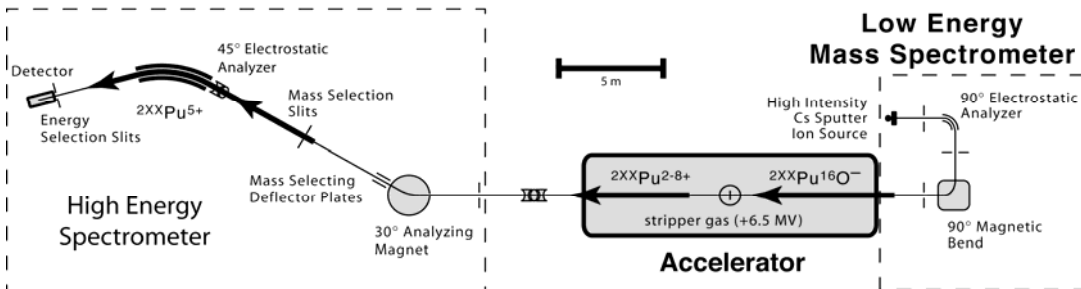 Low Energy
Mass Spectrometer
45° Electrostatic
Analyzer
Detector
2XXPu5+
Energy
Selection Slits
Mass Selection
Slits
5 m
High Intensity
Cs Sputter
Ion Source
90° Electrostatic
Analyzer
Mass Selecting
Deflector Plates
High Energy
Spectrometer
30° Analyzing
Magnet
2XXPu2-8+
2XXPu16O−
stripper gas (+6.5 MV)
Accelerator
90° Magnetic
Bend